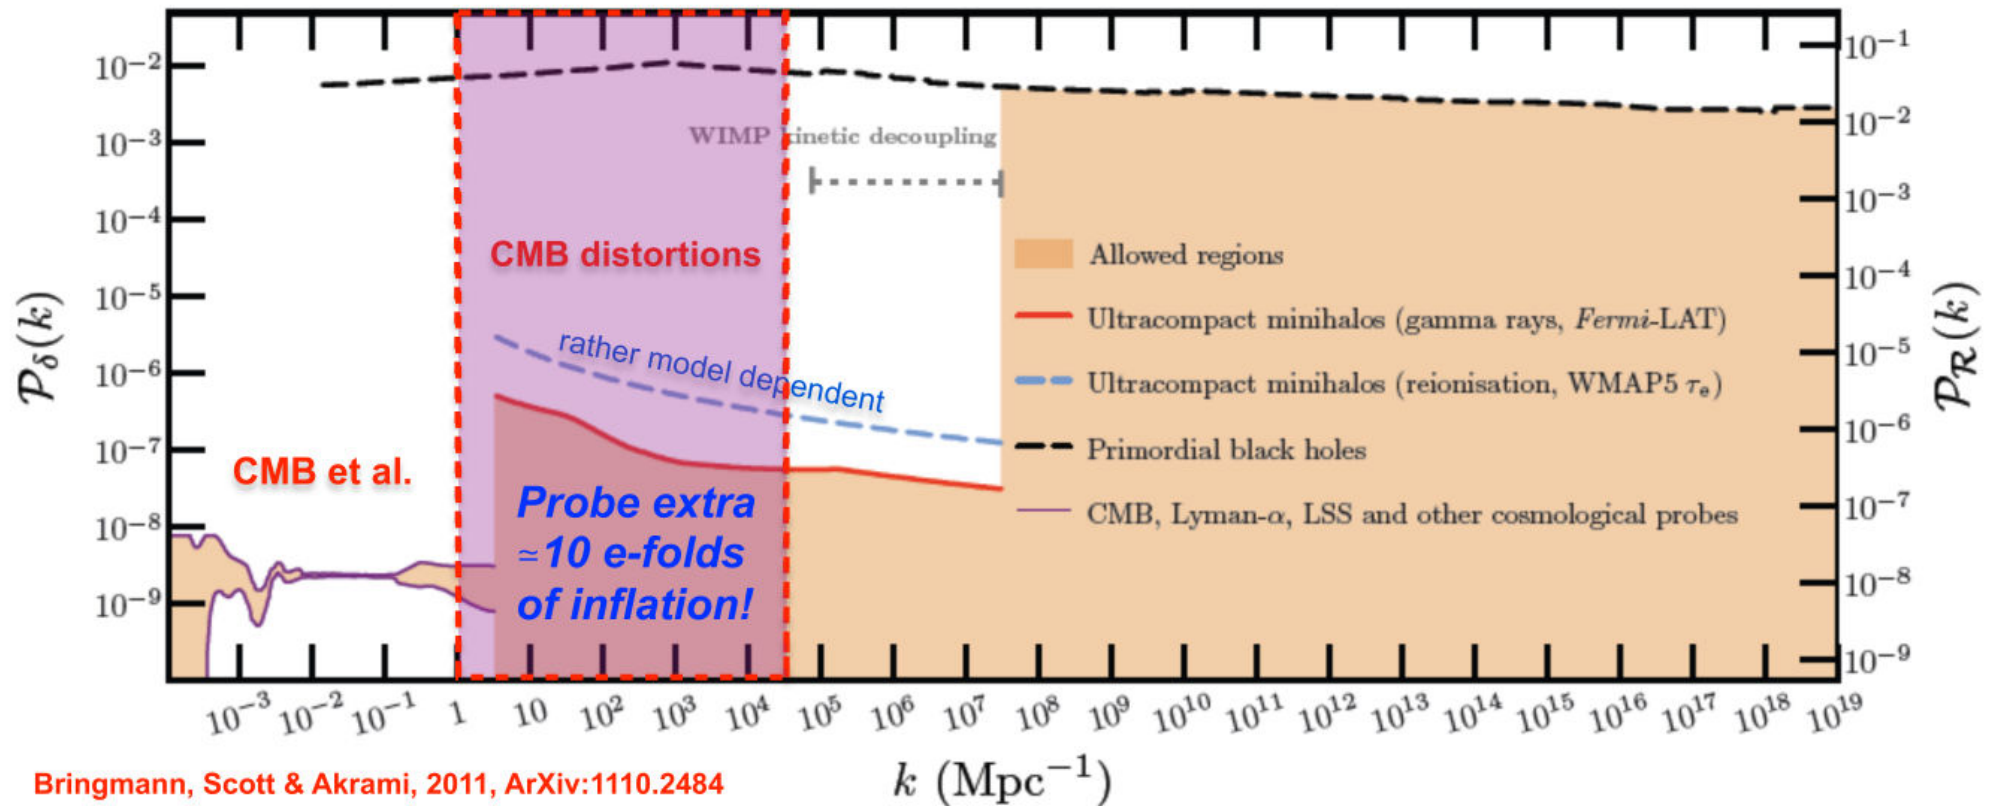 10⁻²
10⁻³
10⁻⁴
10⁻⁵
10⁻⁶
10⁻⁷
10⁻⁸
10⁻⁹
𝒫_δ(k)
WIMP kinetic decoupling
CMB distortions
rather model dependent
CMB et al.
Probe extra
≃10 e-folds
of inflation!
Allowed regions
Ultracompact minihalos (gamma rays, Fermi-LAT)
Ultracompact minihalos (reionisation, WMAP5 τₑ)
Primordial black holes
CMB, Lyman-α, LSS and other cosmological probes
10⁻¹
10⁻²
10⁻³
10⁻⁴
10⁻⁵
10⁻⁶
10⁻⁷
10⁻⁸
10⁻⁹
𝒫_ℛ(k)
10⁻³ 10⁻² 10⁻¹ 1 10 10² 10³ 10⁴ 10⁵ 10⁶ 10⁷ 10⁸ 10⁹ 10¹⁰ 10¹¹ 10¹² 10¹³ 10¹⁴ 10¹⁵ 10¹⁶ 10¹⁷ 10¹⁸ 10¹⁹
k (Mpc⁻¹)
Bringmann, Scott & Akrami, 2011, ArXiv:1110.2484